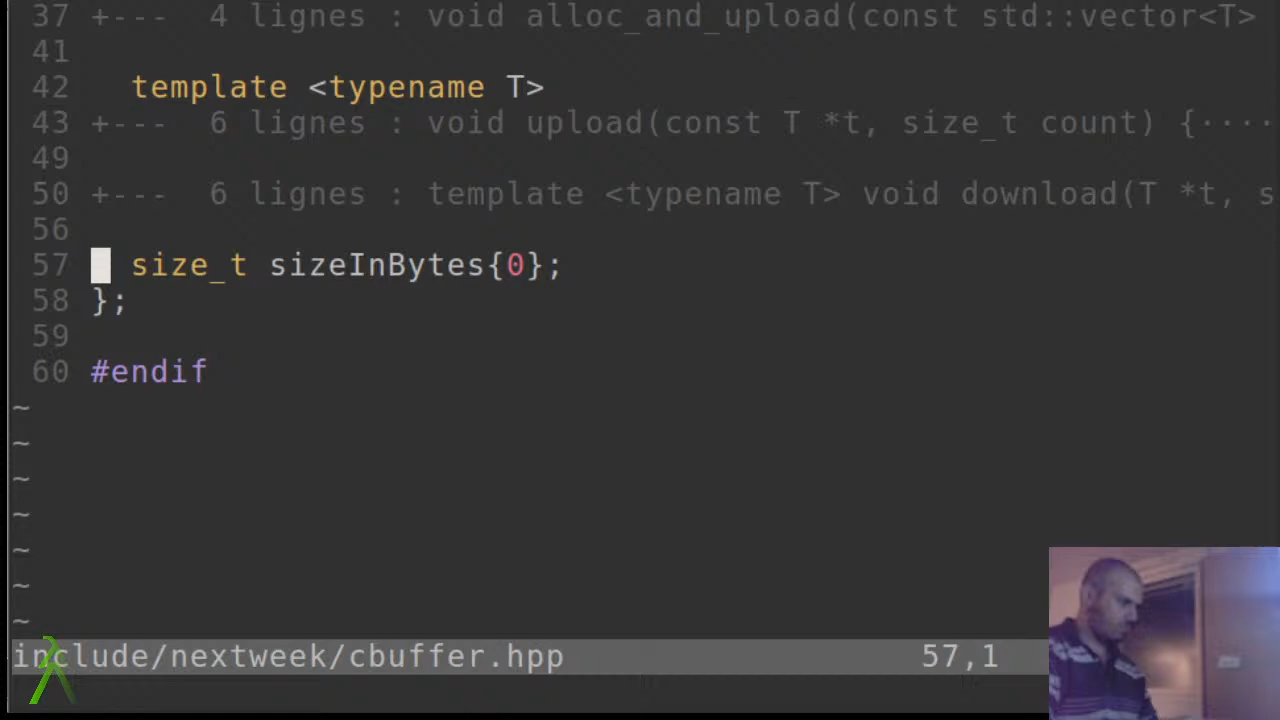 37 +---  4 lignes : void alloc_and_upload(const std::vector<T>
41
42   template <typename T>
43 +---  6 lignes : void upload(const T *t, size_t count) {····
49
50 +---  6 lignes : template <typename T> void download(T *t, s
56
57   size_t sizeInBytes{0};
58 };
59
60 #endif
~
~
~
~
~
~
~
include/nextweek/cbuffer.hpp 57,1
λ